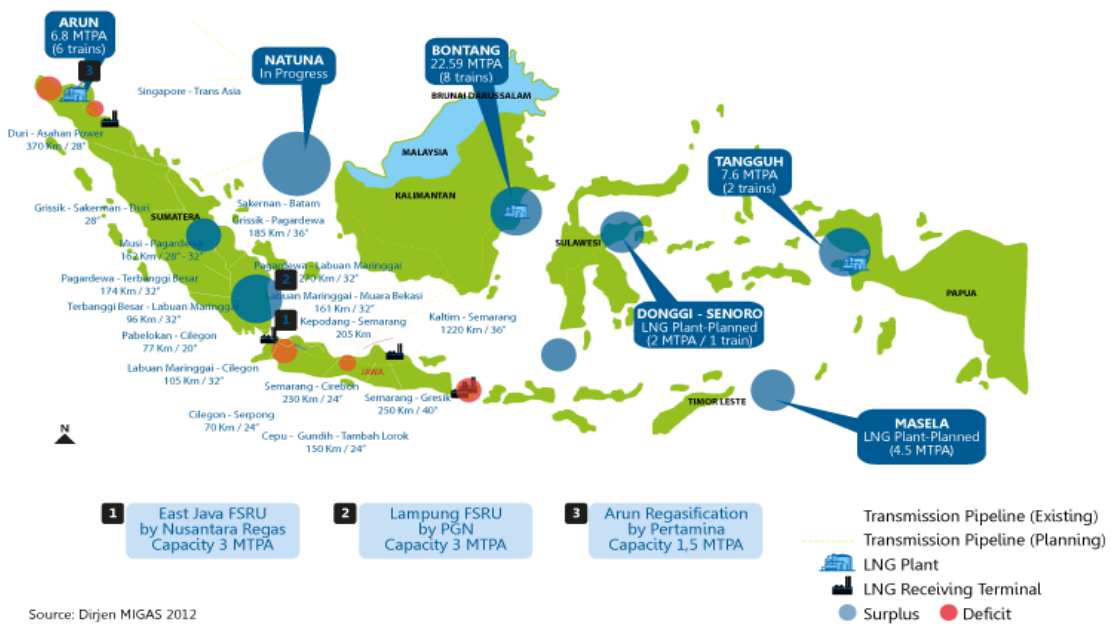 ARUN
6.8 MTPA
(6 trains)
3
NATUNA
In Progress
BONTANG
22.59 MTPA
(8 trains)
BRUNAI DARUSSALAM
Singapore - Trans Asia
Duri - Asahan Power
370 Km / 28"
MALAYSIA
KALIMANTAN
TANGGUH
7.6 MTPA
(2 trains)
Grissik - Sakerman - Duri
28"
SUMATERA
Sakernan - Batam
Grissik - Pagardewa
185 Km / 36"
Musi - Pagardewa
162 Km / 28" - 32"
SULAWESI
Pagardewa - Labuan Maringgai
270 Km / 32"
2
Pagardewa - Terbanggi Besar
174 Km / 32"
Labuan Maringgai - Muara Bekasi
161 Km / 32"
PAPUA
Terbanggi Besar - Labuan Maringgai
96 Km / 32"
1
Kepodang - Semarang
205 Km
Kaltim - Semarang
1220 Km / 36"
DONGGI - SENORO
LNG Plant-Planned
(2 MTPA / 1 train)
Pabelokan - Cilegon
77 Km / 20"
Labuan Maringgai - Cilegon
105 Km / 32"
JAWA
Semarang - Cirebon
230 Km / 24"
Semarang - Gresik
250 Km / 40"
TIMOR LESTE
Cilegon - Serpong
70 Km / 24"
Cepu - Gundih - Tambah Lorok
150 Km / 24"
MASELA
LNG Plant-Planned
(4.5 MTPA)
N
1
East Java FSRU
by Nusantara Regas
Capacity 3 MTPA
2
Lampung FSRU
by PGN
Capacity 3 MTPA
3
Arun Regasification
by Pertamina
Capacity 1,5 MTPA
Transmission Pipeline (Existing)
Transmission Pipeline (Planning)
LNG Plant
LNG Receiving Terminal
Surplus
Deficit
Source: Dirjen MIGAS 2012